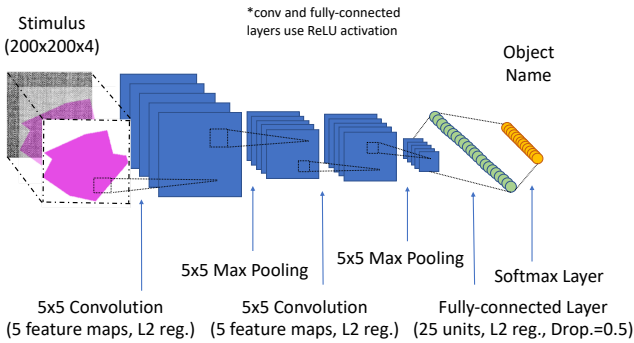 Stimulus
(200x200x4)
*conv and fully-connected
layers use ReLU activation
Object
Name
5x5 Max Pooling
5x5 Max Pooling
Softmax Layer
5x5 Convolution
(5 feature maps, L2 reg.)
5x5 Convolution
(5 feature maps, L2 reg.)
Fully-connected Layer
(25 units, L2 reg., Drop.=0.5)